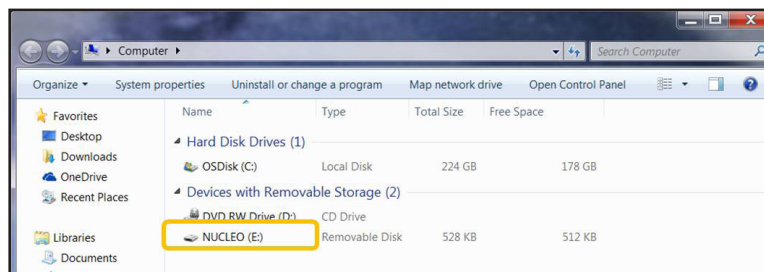 Computer
Search Computer
Organize System properties Uninstall or change a program Map network drive Open Control Panel
Favorites
Desktop
Downloads
OneDrive
Recent Places
Libraries
Documents
Name Type Total Size Free Space
Hard Disk Drives (1)
OSDisk (C:) Local Disk 224 GB 178 GB
Devices with Removable Storage (2)
DVD RW Drive (D:) CD Drive
NUCLEO (E:) Removable Disk 528 KB 512 KB